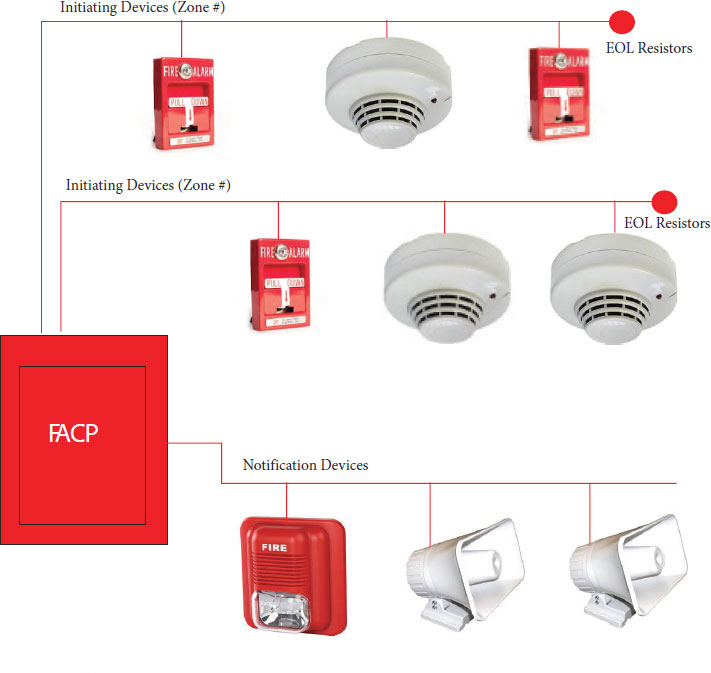 Initiating Devices (Zone #)
EOL Resistors
FIRE ALARM
PULL DOWN
FIRE ALARM
PULL DOWN
Initiating Devices (Zone #)
EOL Resistors
FIRE ALARM
PULL DOWN
FACP
Notification Devices
FIRE